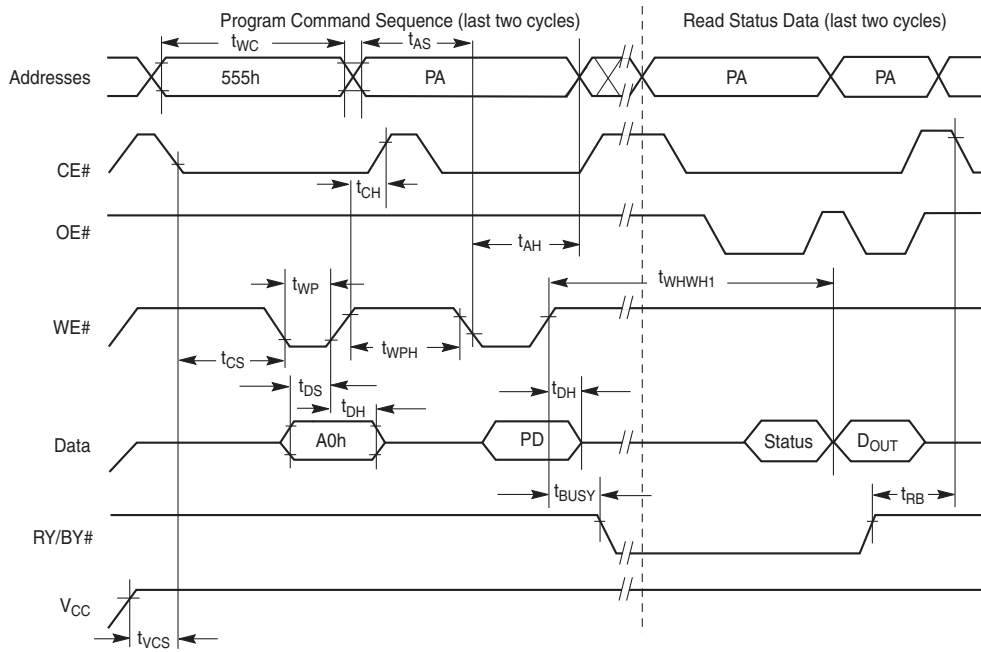 Program Command Sequence (last two cycles)
Read Status Data (last two cycles)
tWC
tAS
Addresses
555h
PA
PA
PA
CE#
tCH
OE#
tAH
tWP
tWHWH1
WE#
tCS
tWPH
tDS
tDH
tDH
Data
A0h
PD
Status
DOUT
tBUSY
tRB
RY/BY#
VCC
tVCS